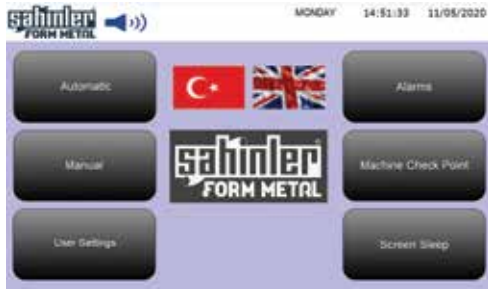 sahinler
FORM METAL
MONDAY 14:51:33 11/05/2020
Automatic
Alarms
sahinler
FORM METAL
Manual
Machine Check Point
User Settings
Screen Sleep